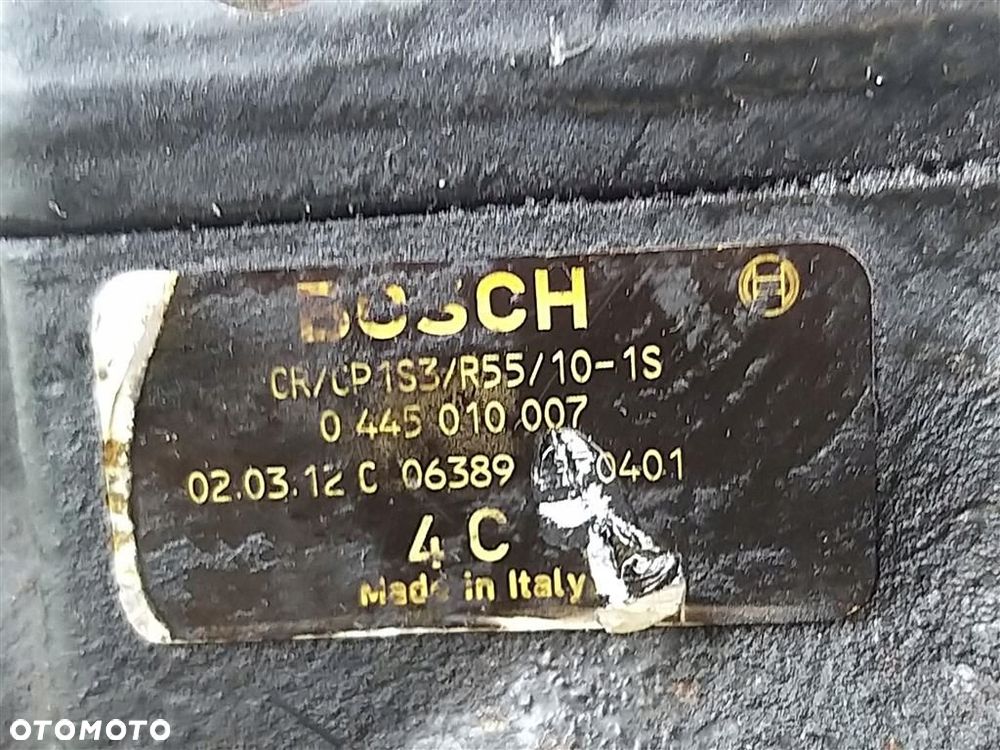 BOSCH
CR/CP1S3/R55/10-1S
0 445 010 007
02.03.12 C 06389 0401
4 C
Made in Italy
OTOMOTO